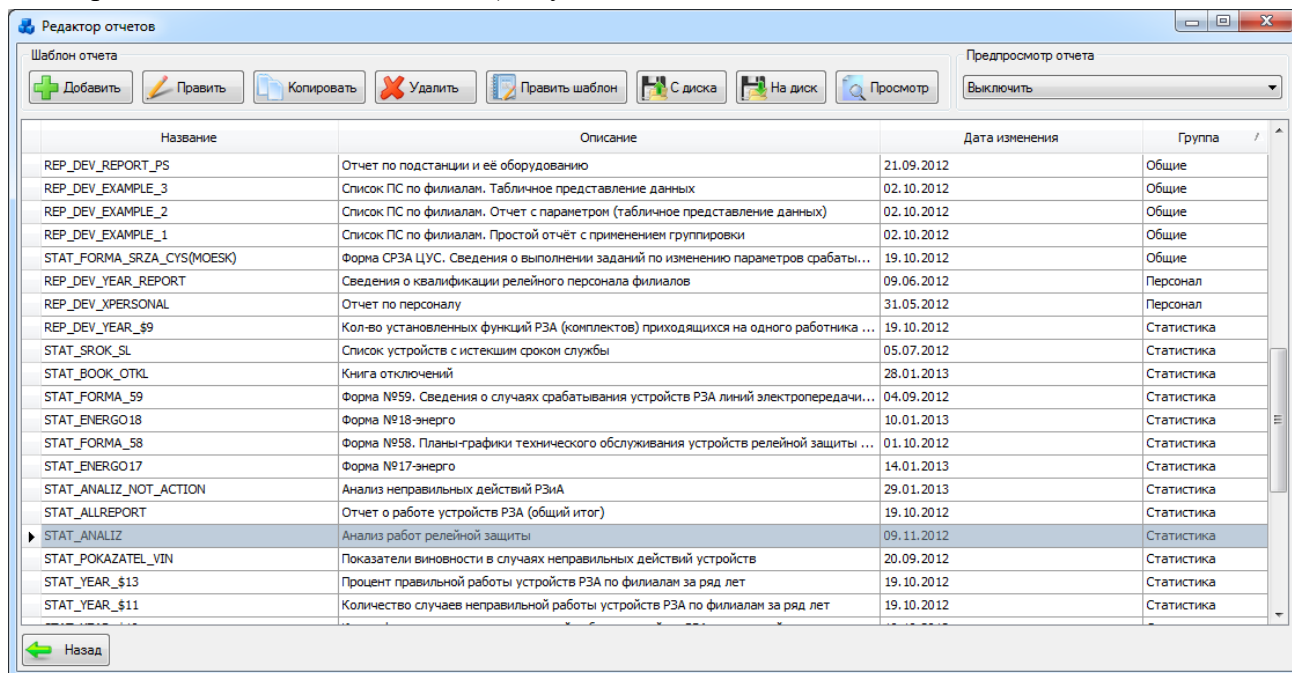 Редактор отчетов
Шаблон отчета Предпросмотр отчета
Добавить Править Копировать Удалить Править шаблон С диска На диск Просмотр Выключить
Название Описание Дата изменения Группа
REP_DEV_REPORT_PS Отчет по подстанции и её оборудованию 21.09.2012 Общие
REP_DEV_EXAMPLE_3 Список ПС по филиалам. Табличное представление данных 02.10.2012 Общие
REP_DEV_EXAMPLE_2 Список ПС по филиалам. Отчет с параметром (табличное представление данных) 02.10.2012 Общие
REP_DEV_EXAMPLE_1 Список ПС по филиалам. Простой отчёт с применением группировки 02.10.2012 Общие
STAT_FORMA_SRZA_CYS(MOESK) Форма СРЗА ЦУС. Сведения о выполнении заданий по изменению параметров срабаты... 19.10.2012 Общие
REP_DEV_YEAR_REPORT Сведения о квалификации релейного персонала филиалов 09.06.2012 Персонал
REP_DEV_XPERSONAL Отчет по персоналу 31.05.2012 Персонал
REP_DEV_YEAR_$9 Кол-во установленных функций РЗА (комплектов) приходящихся на одного работника ... 19.10.2012 Статистика
STAT_SROK_SL Список устройств с истекшим сроком службы 05.07.2012 Статистика
STAT_BOOK_OTKL Книга отключений 28.01.2013 Статистика
STAT_FORMA_59 Форма №59. Сведения о случаях срабатывания устройств РЗА линий электропередачи... 04.09.2012 Статистика
STAT_ENERGO18 Форма №18-энерго 10.01.2013 Статистика
STAT_FORMA_58 Форма №58. Планы-графики технического обслуживания устройств релейной защиты ... 01.10.2012 Статистика
STAT_ENERGO17 Форма №17-энерго 14.01.2013 Статистика
STAT_ANALIZ_NOT_ACTION Анализ неправильных действий РЗиА 29.01.2013 Статистика
STAT_ALLREPORT Отчет о работе устройств РЗА (общий итог) 19.10.2012 Статистика
STAT_ANALIZ Анализ работ релейной защиты 09.11.2012 Статистика
STAT_POKAZATEL_VIN Показатели виновности в случаях неправильных действий устройств 20.09.2012 Статистика
STAT_YEAR_$13 Процент правильной работы устройств РЗА по филиалам за ряд лет 19.10.2012 Статистика
STAT_YEAR_$11 Количество случаев неправильной работы устройств РЗА по филиалам за ряд лет 19.10.2012 Статистика
Назад